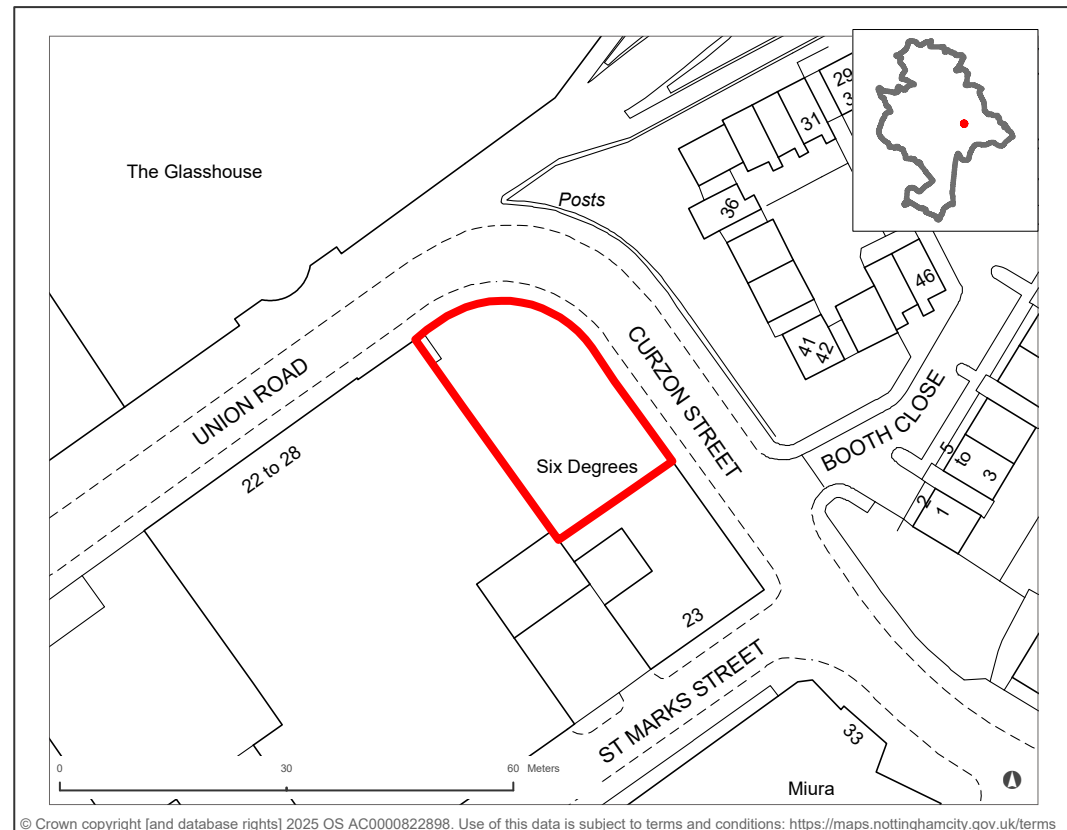 The Glasshouse
Posts
29
3
31
36
46
41
42
CURZON STREET
UNION ROAD
BOOTH CLOSE
22 to 28
Six Degrees
5
to
3
2
1
23
ST MARKS STREET
33
Miura
0 30 60 Meters
© Crown copyright [and database rights] 2025 OS AC0000822898. Use of this data is subject to terms and conditions: https://maps.nottinghamcity.gov.uk/terms